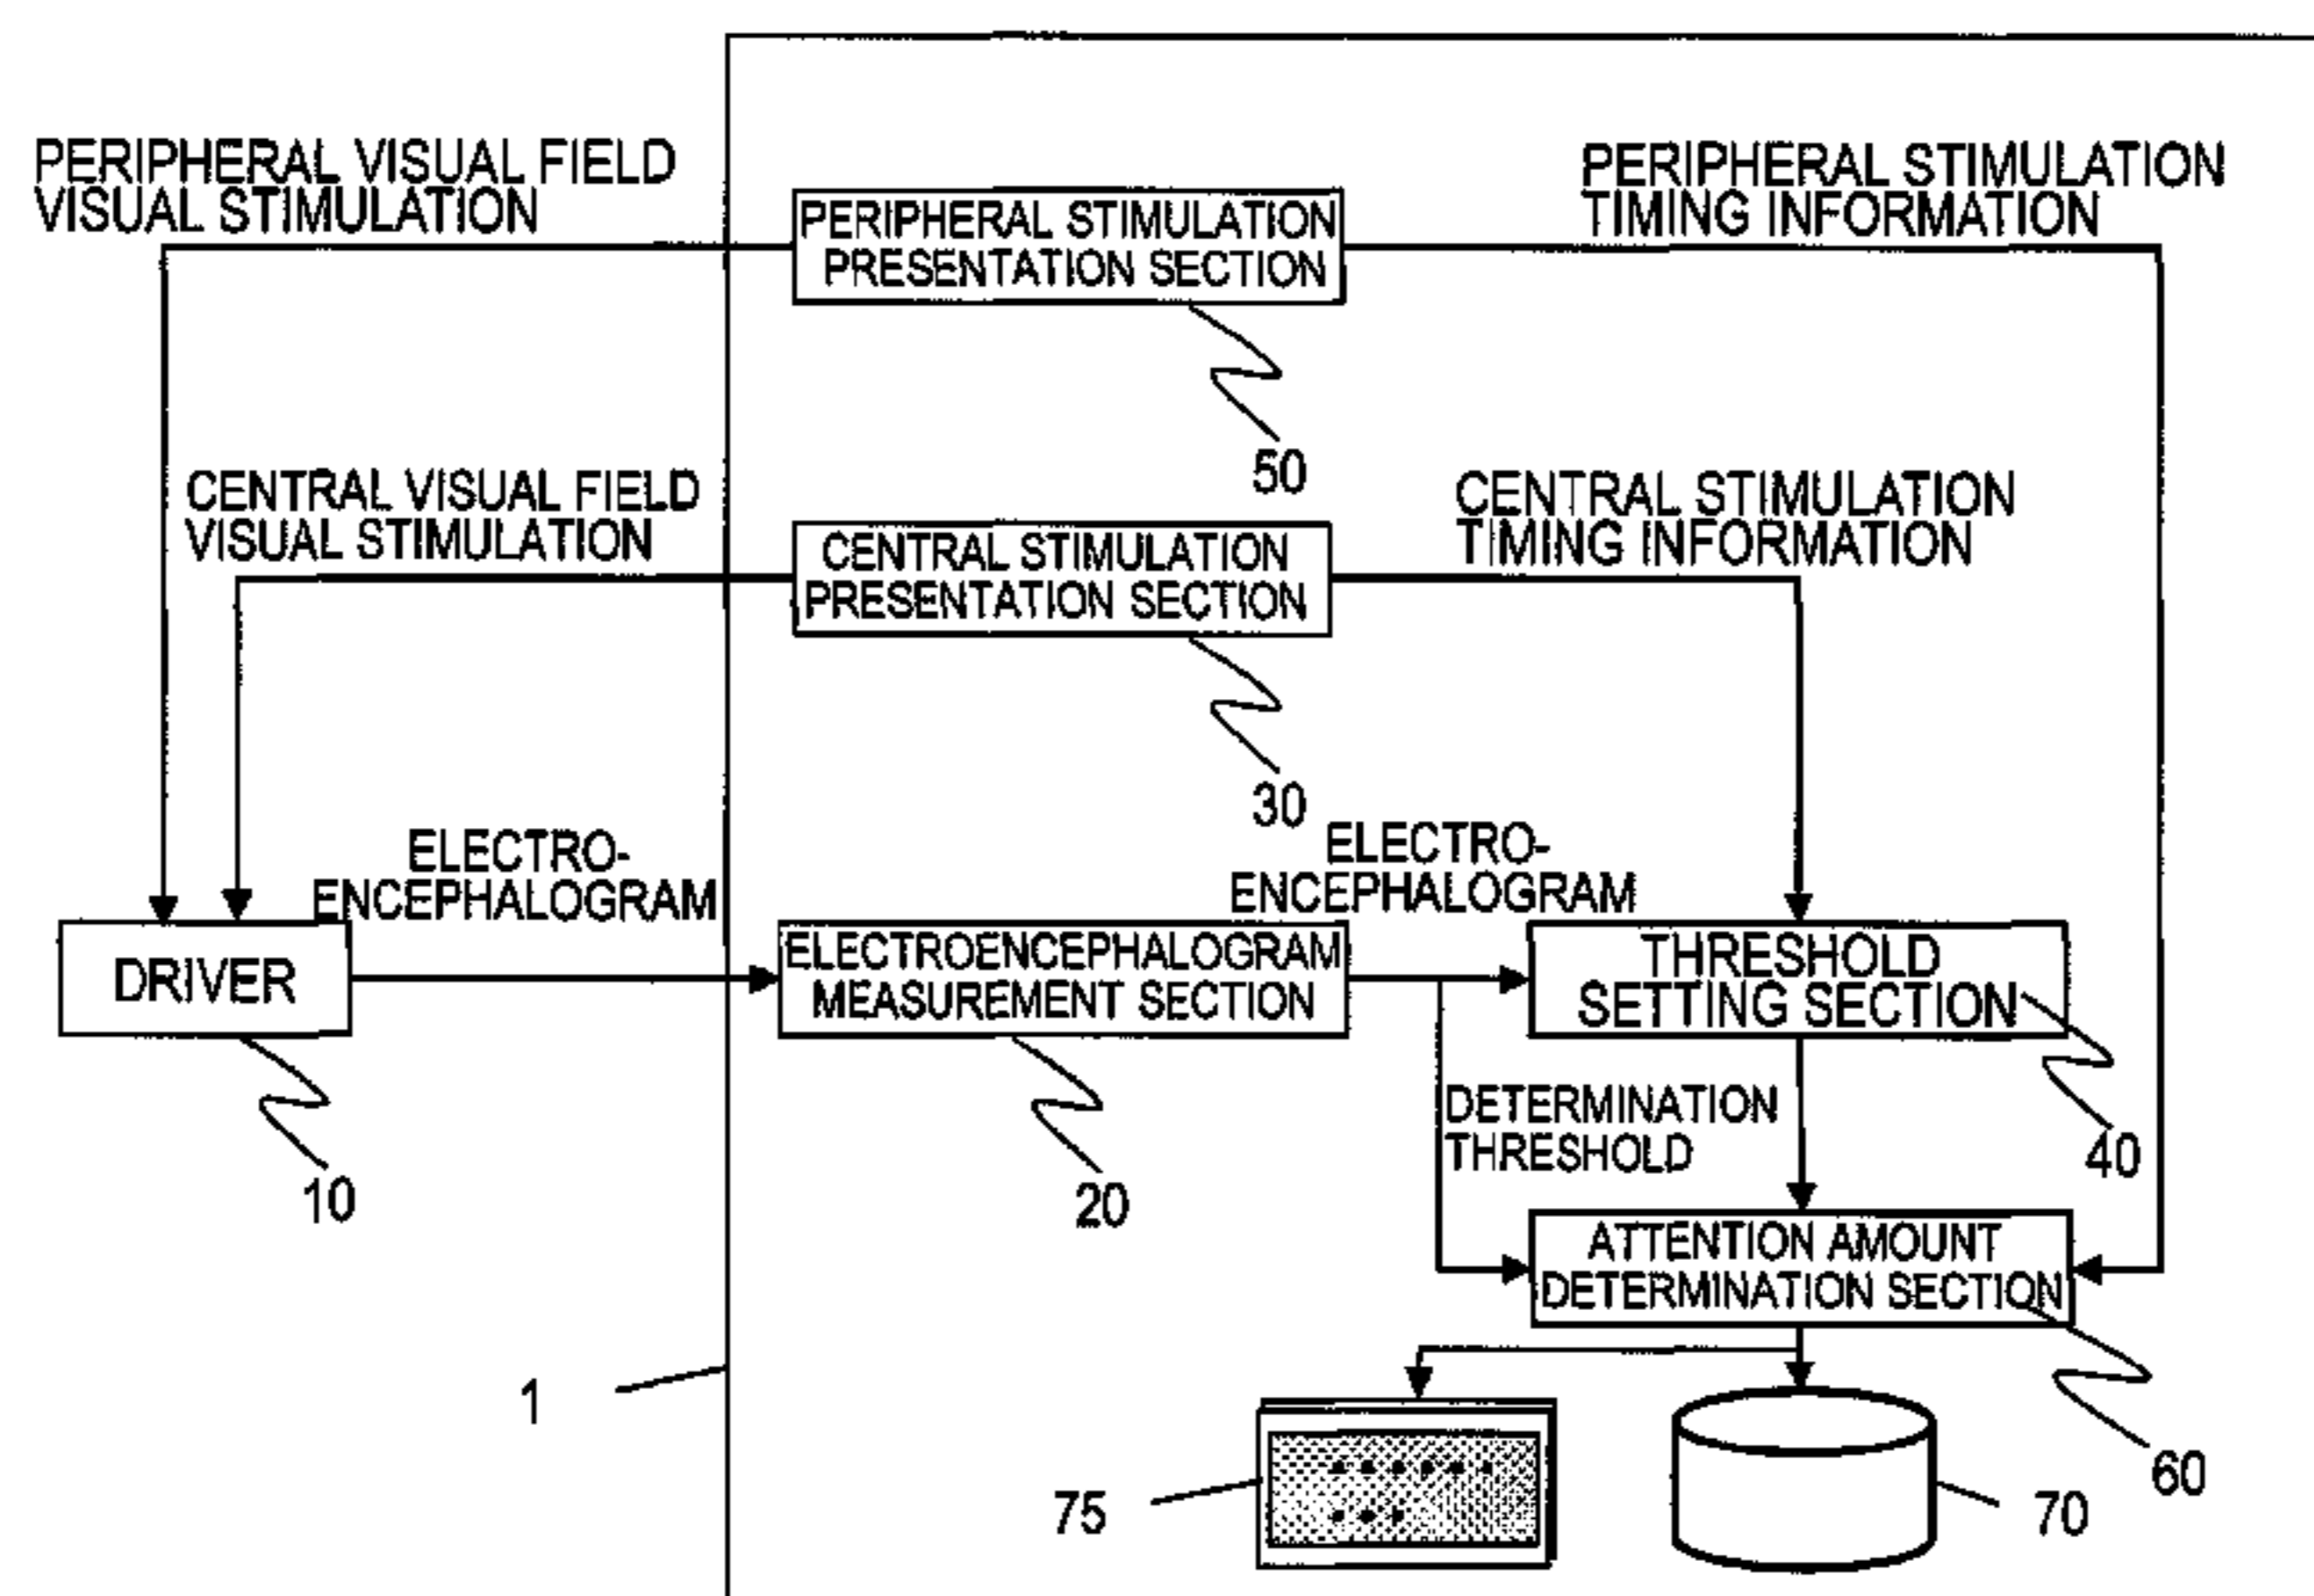 PERIPHERAL VISUAL FIELD
VISUAL STIMULATION
PERIPHERAL STIMULATION
PRESENTATION SECTION
PERIPHERAL STIMULATION
TIMING INFORMATION
50
CENTRAL VISUAL FIELD
VISUAL STIMULATION
CENTRAL STIMULATION
PRESENTATION SECTION
CENTRAL STIMULATION
TIMING INFORMATION
30
ELECTRO-
ENCEPHALOGRAM
ELECTRO-
ENCEPHALOGRAM
DRIVER
ELECTROENCEPHALOGRAM
MEASUREMENT SECTION
THRESHOLD
SETTING SECTION
10
20
DETERMINATION
THRESHOLD
40
ATTENTION AMOUNT
DETERMINATION SECTION
1
75
70
60